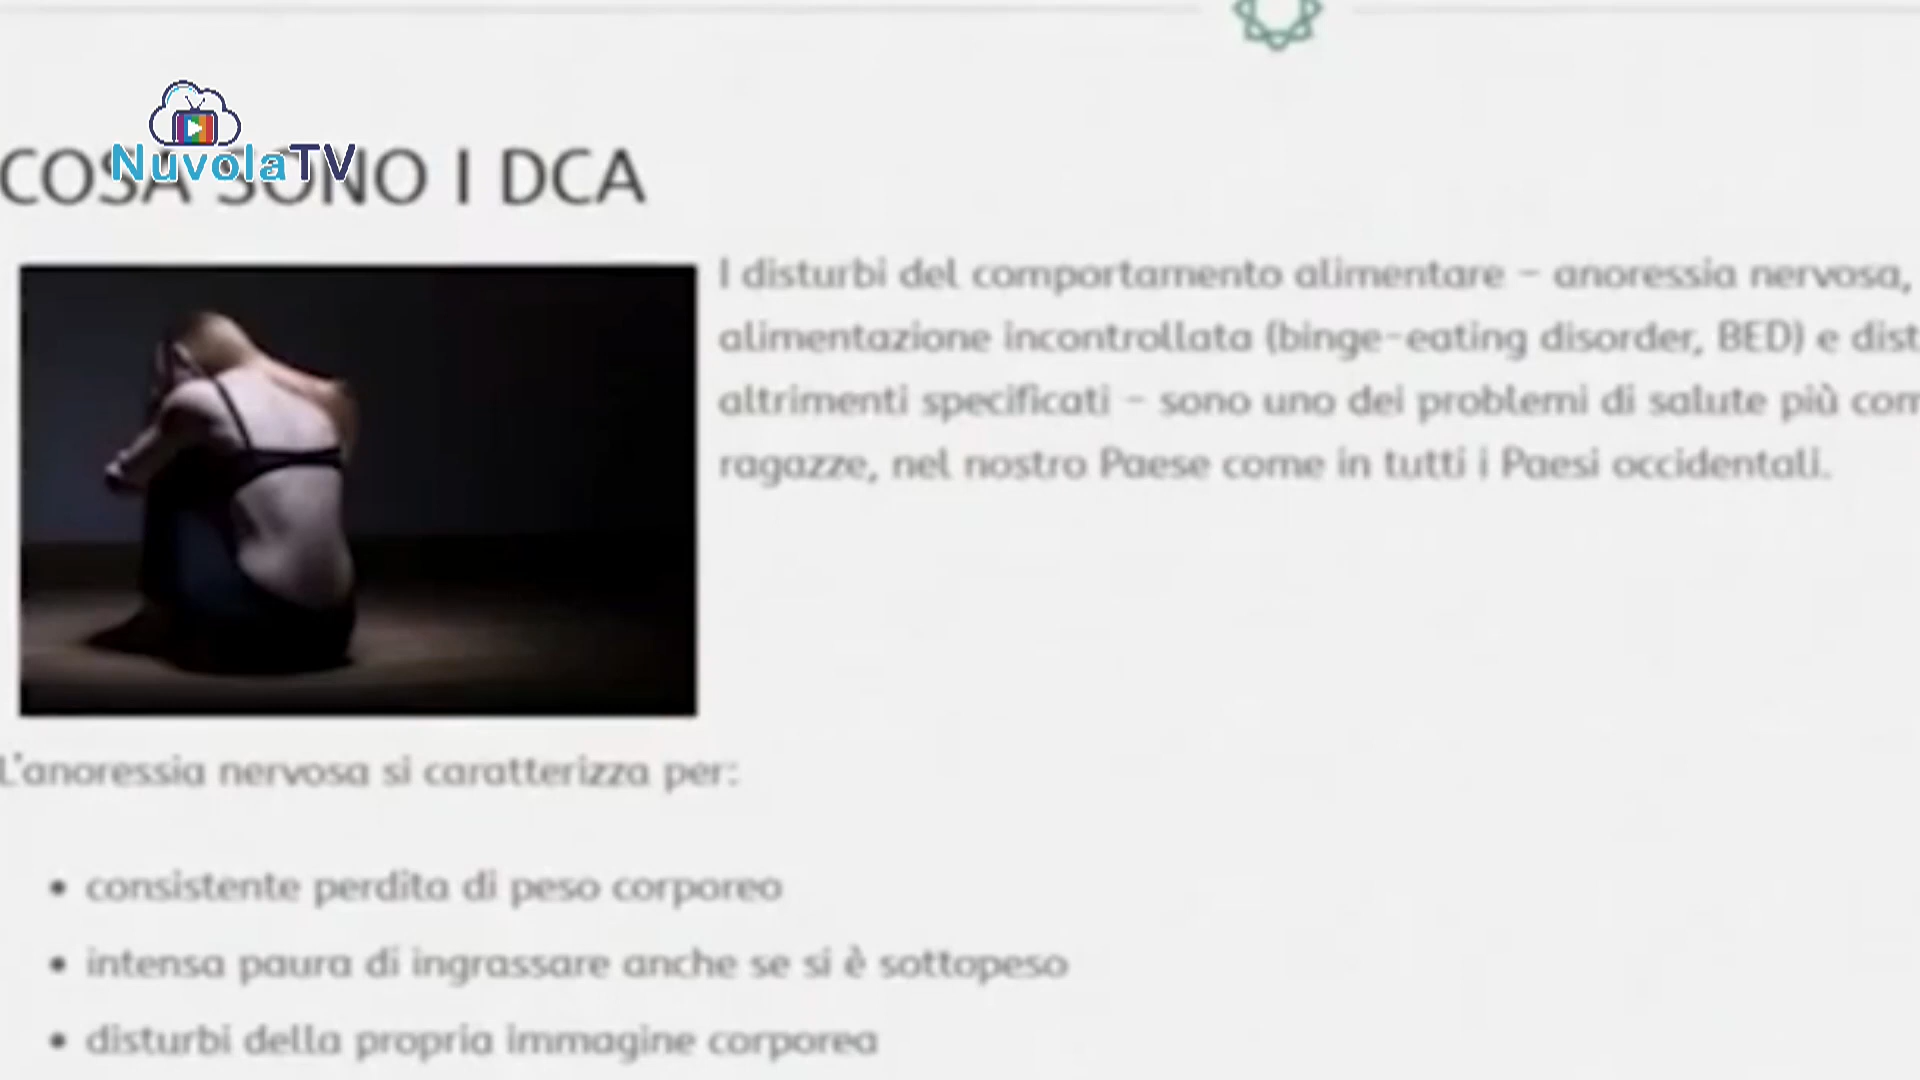 NuvolaTV
COSA SONO I DCA
I disturbi del comportamento alimentare – anoressia nervosa,
alimentazione incontrollata (binge-eating disorder, BED) e dist
altrimenti specificati – sono uno dei problemi di salute più com
ragazze, nel nostro Paese come in tutti i Paesi occidentali.
L'anoressia nervosa si caratterizza per:
• consistente perdita di peso corporeo
• intensa paura di ingrassare anche se si è sottopeso
• disturbi della propria immagine corporea